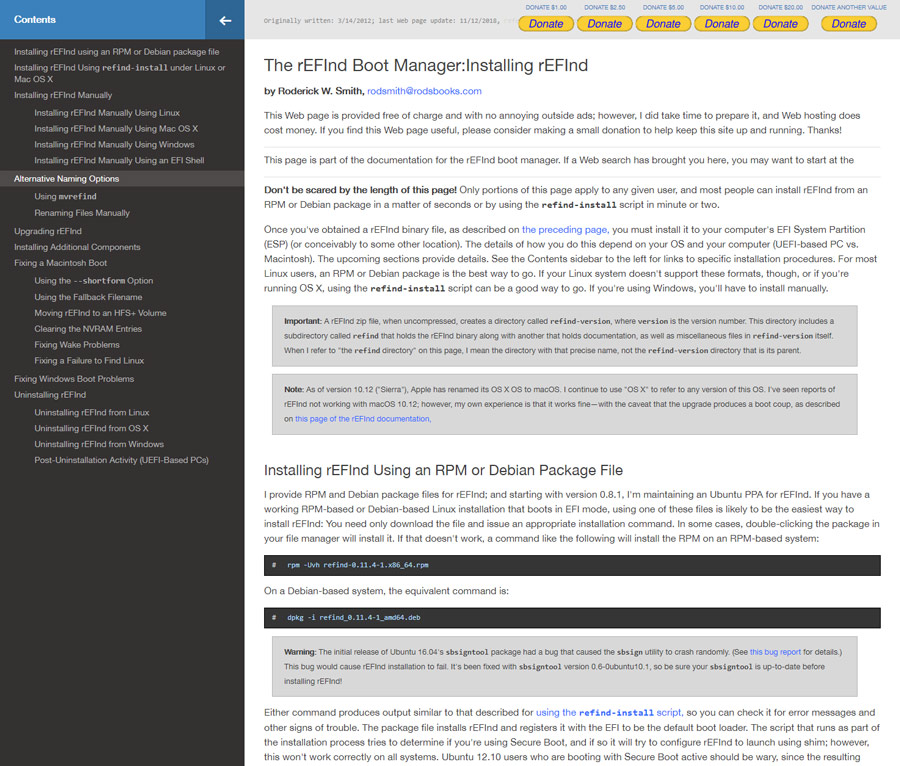 Contents
Installing rEFInd using an RPM or Debian package file
Installing rEFInd Using refind-install under Linux or
Mac OS X
Installing rEFInd Manually
Installing rEFInd Manually Using Linux
Installing rEFInd Manually Using Mac OS X
Installing rEFInd Manually Using Windows
Installing rEFInd Manually Using an EFI Shell
Alternative Naming Options
Using mvrefind
Renaming Files Manually
Upgrading rEFInd
Installing Additional Components
Fixing a Macintosh Boot
Using the --shortform Option
Using the Fallback Filename
Moving rEFInd to an HFS+ Volume
Clearing the NVRAM Entries
Fixing Wake Problems
Fixing a Failure to Find Linux
Fixing Windows Boot Problems
Uninstalling rEFInd
Uninstalling rEFInd from Linux
Uninstalling rEFInd from OS X
Uninstalling rEFInd from Windows
Post-Uninstallation Activity (UEFI-Based PCs)
Originally written: 3/14/2012; last Web page update: 11/12/2018,
DONATE $1.00 DONATE $2.50 DONATE $5.00 DONATE $10.00 DONATE $20.00 DONATE ANOTHER VALUE
Donate Donate Donate Donate Donate Donate
The rEFInd Boot Manager:Installing rEFInd
by Roderick W. Smith, rodsmith@rodsbooks.com
This Web page is provided free of charge and with no annoying outside ads; however, I did take time to prepare it, and Web hosting does
cost money. If you find this Web page useful, please consider making a small donation to help keep this site up and running. Thanks!
This page is part of the documentation for the rEFInd boot manager. If a Web search has brought you here, you may want to start at the
Don't be scared by the length of this page! Only portions of this page apply to any given user, and most people can install rEFInd from an
RPM or Debian package in a matter of seconds or by using the refind-install script in minute or two.
Once you've obtained a rEFInd binary file, as described on the preceding page, you must install it to your computer's EFI System Partition
(ESP) (or conceivably to some other location). The details of how you do this depend on your OS and your computer (UEFI-based PC vs.
Macintosh). The upcoming sections provide details. See the Contents sidebar to the left for links to specific installation procedures. For most
Linux users, an RPM or Debian package is the best way to go. If your Linux system doesn't support these formats, though, or if you're
running OS X, using the refind-install script can be a good way to go. If you're using Windows, you'll have to install manually.
Important: A rEFInd zip file, when uncompressed, creates a directory called refind-version, where version is the version number. This directory includes a
subdirectory called refind that holds the rEFInd binary along with another that holds documentation, as well as miscellaneous files in refind-version itself.
When I refer to "the refind directory" on this page, I mean the directory with that precise name, not the refind-version directory that is its parent.
Note: As of version 10.12 ("Sierra"), Apple has renamed its OS X OS to macOS. I continue to use "OS X" to refer to any version of this OS. I've seen reports of
rEFInd not working with macOS 10.12; however, my own experience is that it works fine—with the caveat that the upgrade produces a boot coup, as described
on this page of the rEFInd documentation,
Installing rEFInd Using an RPM or Debian Package File
I provide RPM and Debian package files for rEFInd; and starting with version 0.8.1, I'm maintaining an Ubuntu PPA for rEFInd. If you have a
working RPM-based or Debian-based Linux installation that boots in EFI mode, using one of these files is likely to be the easiest way to
install rEFInd: You need only download the file and issue an appropriate installation command. In some cases, double-clicking the package in
your file manager will install it. If that doesn't work, a command like the following will install the RPM on an RPM-based system:
# rpm -Uvh refind-0.11.4-1.x86_64.rpm
On a Debian-based system, the equivalent command is:
# dpkg -i refind_0.11.4-1_amd64.deb
Warning: The initial release of Ubuntu 16.04's sbsigntool package had a bug that caused the sbsign utility to crash randomly. (See this bug report for details.)
This bug would cause rEFInd installation to fail. It's been fixed with sbsigntool version 0.6-0ubuntu10.1, so be sure your sbsigntool is up-to-date before
installing rEFInd!
Either command produces output similar to that described for using the refind-install script, so you can check it for error messages and
other signs of trouble. The package file installs rEFInd and registers it with the EFI to be the default boot loader. The script that runs as part of
the installation process tries to determine if you're using Secure Boot, and if so it will try to configure rEFInd to launch using shim; however,
this won't work correctly on all systems. Ubuntu 12.10 users who are booting with Secure Boot active should be wary, since the resulting